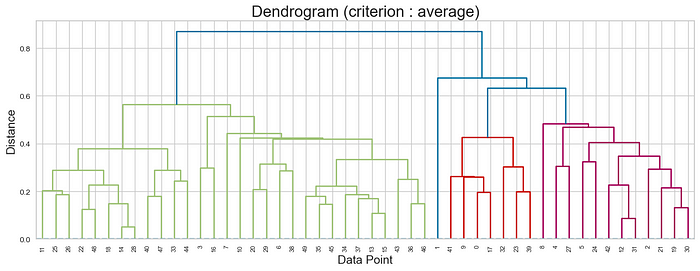 Dendrogram (criterion : average)
0.8
0.6
0.4
0.2
0.0
Distance
11 25 26 22 48 18 14 28 40 47 33 44 3 16 7 10 20 29 6 38 49 35 45 34 37 13 15 43 36 46 1 41 9 0 17 32 23 39 8 4 27 5 24 42 12 31 2 21 19 30
Data Point